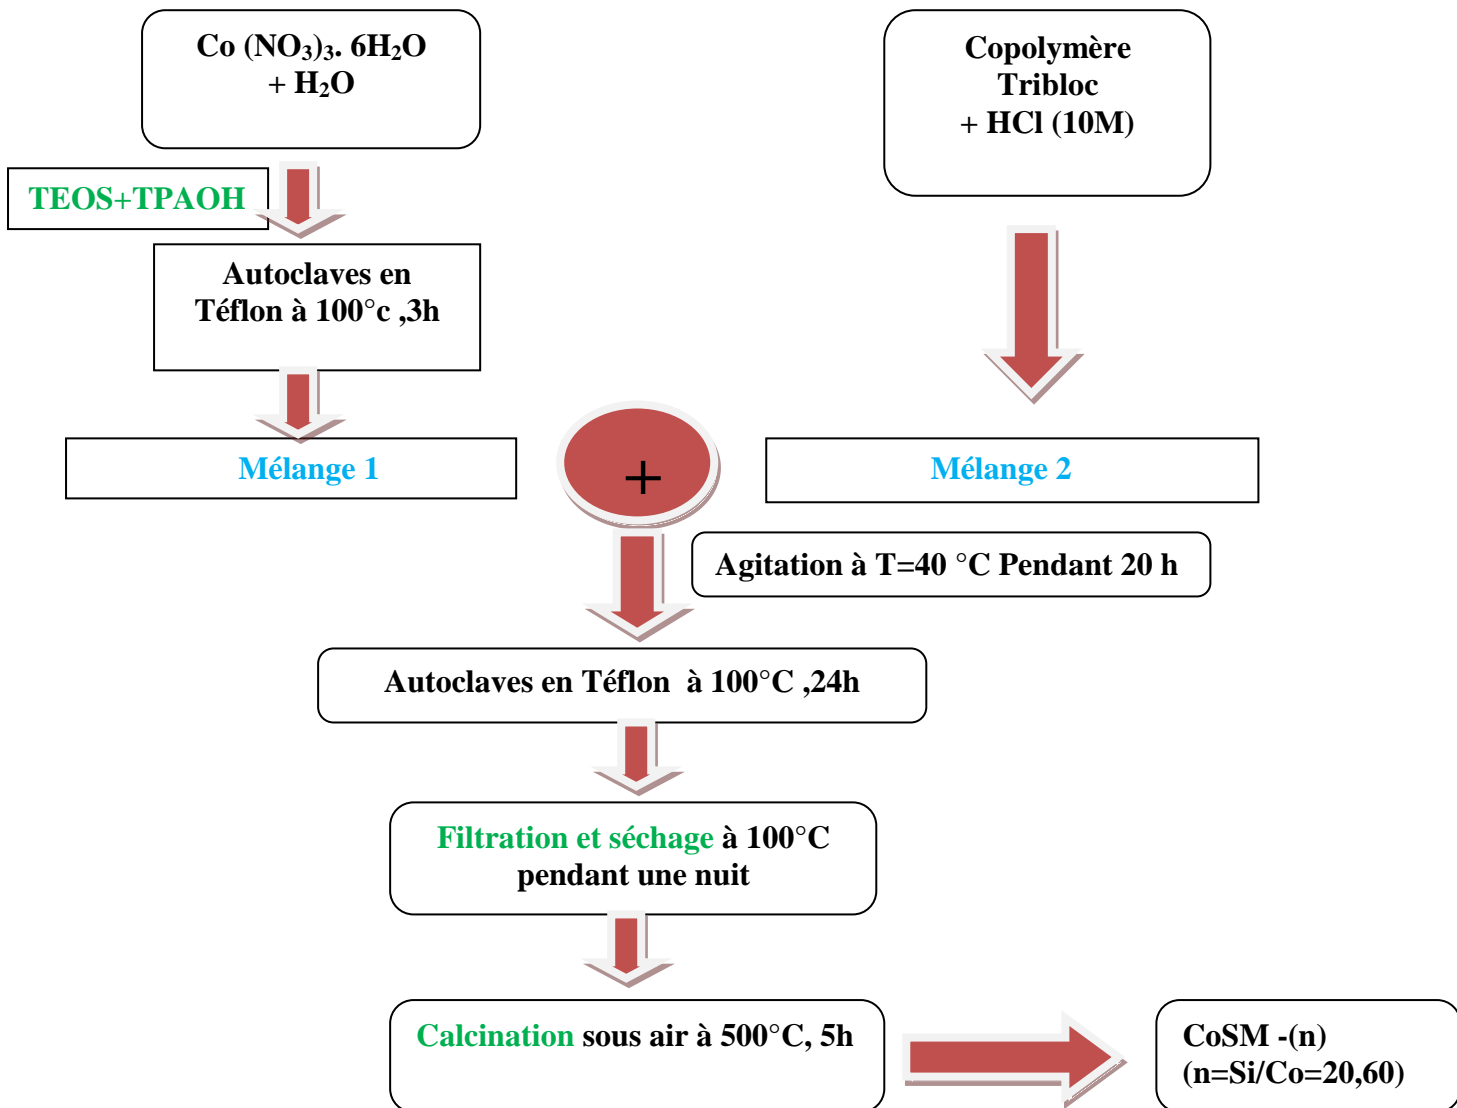 Co (NO₃)₃. 6H₂O
+ H₂O
Copolymère
Tribloc
+ HCl (10M)
TEOS+TPAOH
Autoclaves en
Téflon à 100°c ,3h
Mélange 1
+
Mélange 2
Agitation à T=40 °C Pendant 20 h
Autoclaves en Téflon à 100°C ,24h
Filtration et séchage à 100°C
pendant une nuit
Calcination sous air à 500°C, 5h
CoSM -(n)
(n=Si/Co=20,60)